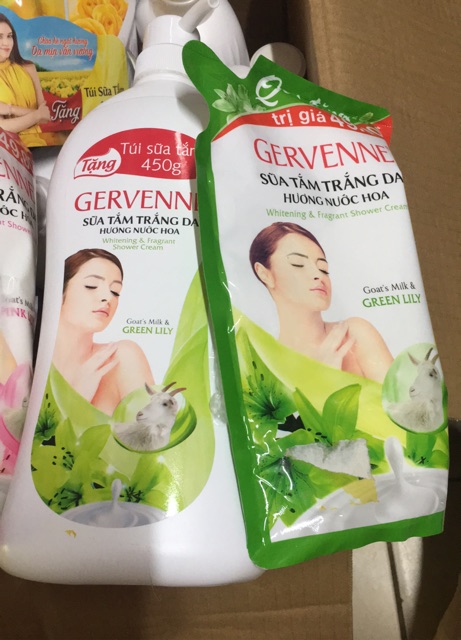 Túi Sữa Tắm
Tặng
Tặng
Túi sữa tắm
450g
GERVENNE
SỮA TẮM TRẮNG DA
HƯƠNG NƯỚC HOA
Whitening & Fragrant
Shower Cream
Goat's Milk &
GREEN LILY
trị giá
GERVENNE
SỮA TẮM TRẮNG DA
HƯƠNG NƯỚC HOA
Whitening & Fragrant Shower Cream
Goat's Milk &
GREEN LILY
Goat's